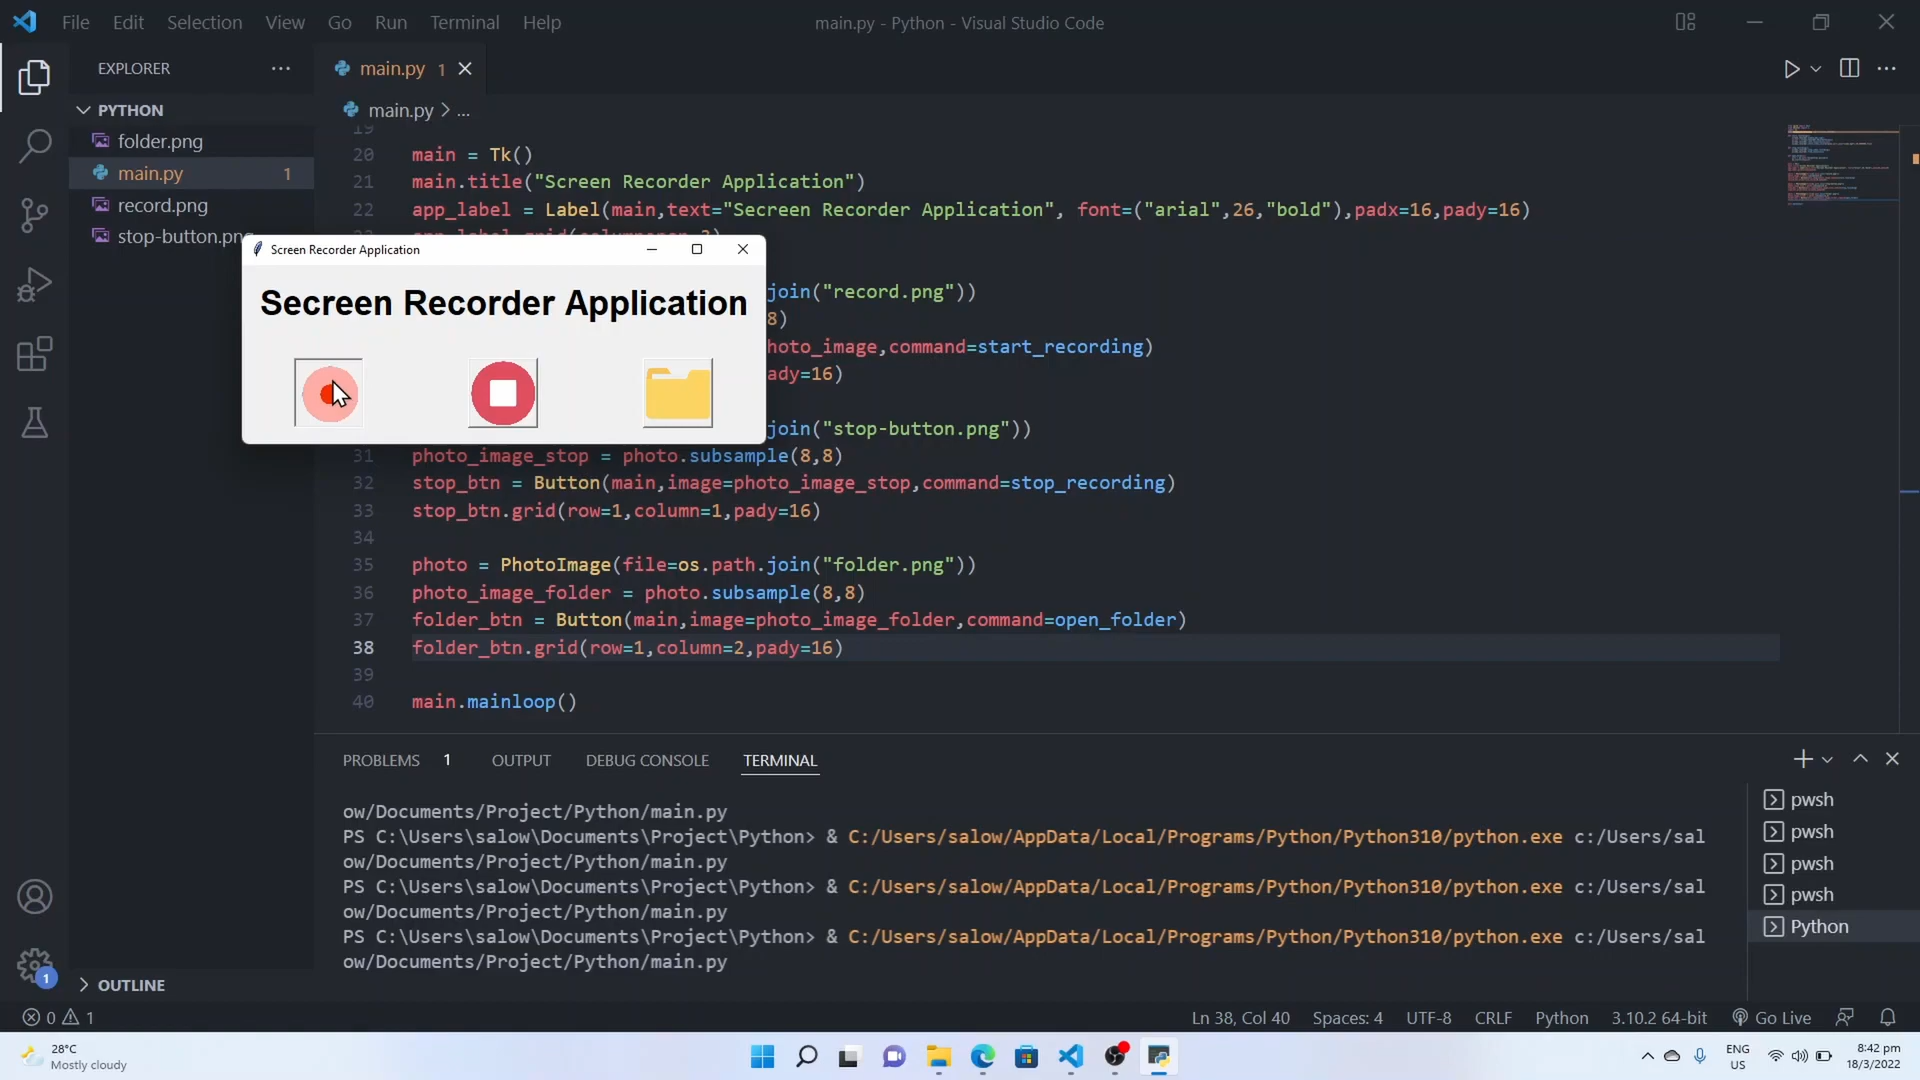 File Edit Selection View Go Run Terminal Help
main.py - Python - Visual Studio Code
EXPLORER
main.py 1
PYTHON
folder.png
main.py 1
record.png
stop-button.png
main.py > ...
19
20 main = Tk()
21 main.title("Screen Recorder Application")
22 app_label = Label(main,text="Secreen Recorder Application", font=("arial",26,"bold"),padx=16,pady=16)
Screen Recorder Application
Secreen Recorder Application
join("record.png"))
8)
hoto_image,command=start_recording)
ady=16)
join("stop-button.png"))
31 photo_image_stop = photo.subsample(8,8)
32 stop_btn = Button(main,image=photo_image_stop,command=stop_recording)
33 stop_btn.grid(row=1,column=1,pady=16)
34
35 photo = PhotoImage(file=os.path.join("folder.png"))
36 photo_image_folder = photo.subsample(8,8)
37 folder_btn = Button(main,image=photo_image_folder,command=open_folder)
38 folder_btn.grid(row=1,column=2,pady=16)
39
40 main.mainloop()
PROBLEMS 1 OUTPUT DEBUG CONSOLE TERMINAL
ow/Documents/Project/Python/main.py
PS C:\Users\salow\Documents\Project\Python> & C:/Users/salow/AppData/Local/Programs/Python/Python310/python.exe c:/Users/sal
ow/Documents/Project/Python/main.py
PS C:\Users\salow\Documents\Project\Python> & C:/Users/salow/AppData/Local/Programs/Python/Python310/python.exe c:/Users/sal
ow/Documents/Project/Python/main.py
PS C:\Users\salow\Documents\Project\Python> & C:/Users/salow/AppData/Local/Programs/Python/Python310/python.exe c:/Users/sal
ow/Documents/Project/Python/main.py
pwsh
pwsh
pwsh
pwsh
Python
1
OUTLINE
0 1
Ln 38, Col 40 Spaces: 4 UTF-8 CRLF Python 3.10.2 64-bit Go Live
28°C
Mostly cloudy
ENG
US
8:42 pm
18/3/2022